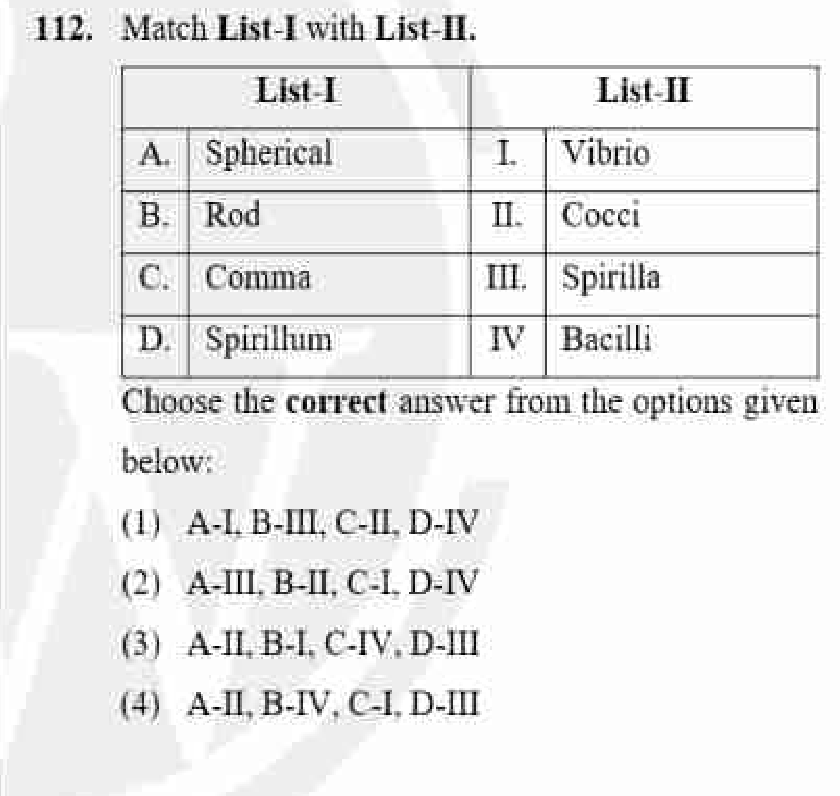 112. Match List-I with List-II.
List-I List-II
A. Spherical I. Vibrio
B. Rod II. Cocci
C. Comma III. Spirilla
D. Spirillum IV Bacilli
Choose the correct answer from the options given
below:
(1) A-I, B-III, C-II, D-IV
(2) A-III, B-II, C-I, D-IV
(3) A-II, B-I, C-IV, D-III
(4) A-II, B-IV, C-I, D-III